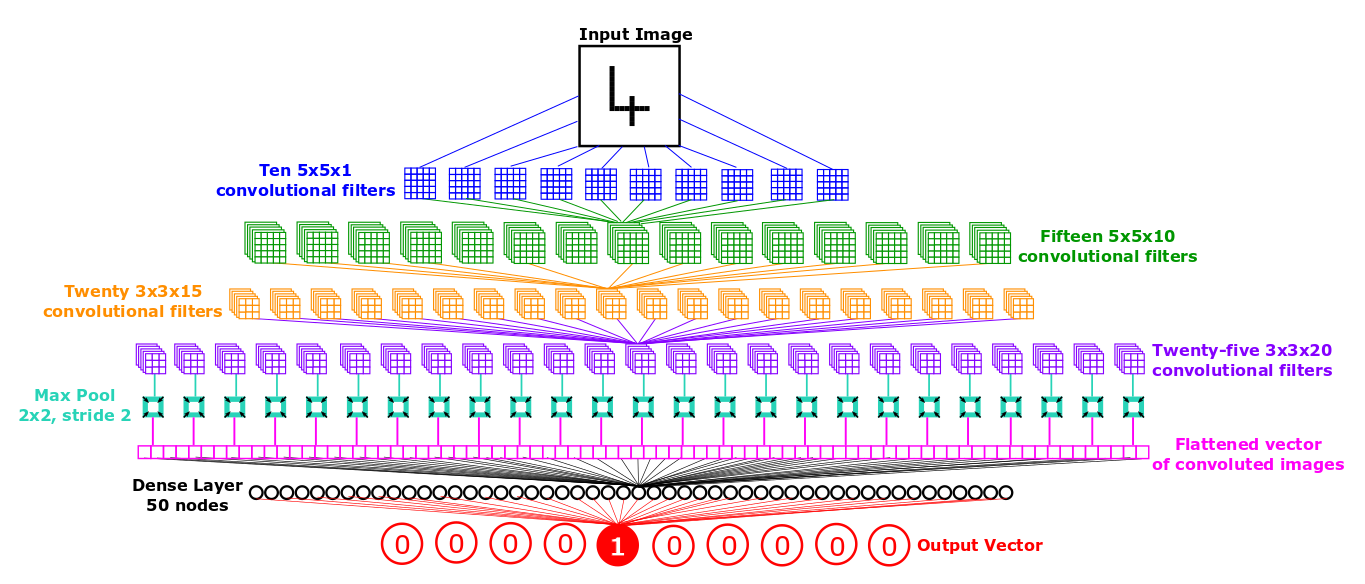 Input Image
Ten 5x5x1
convolutional filters
Fifteen 5x5x10
convolutional filters
Twenty 3x3x15
convolutional filters
Twenty-five 3x3x20
convolutional filters
Max Pool
2x2, stride 2
Flattened vector
of convoluted images
Dense Layer
50 nodes
0 0 0 0 1 0 0 0 0 0 Output Vector